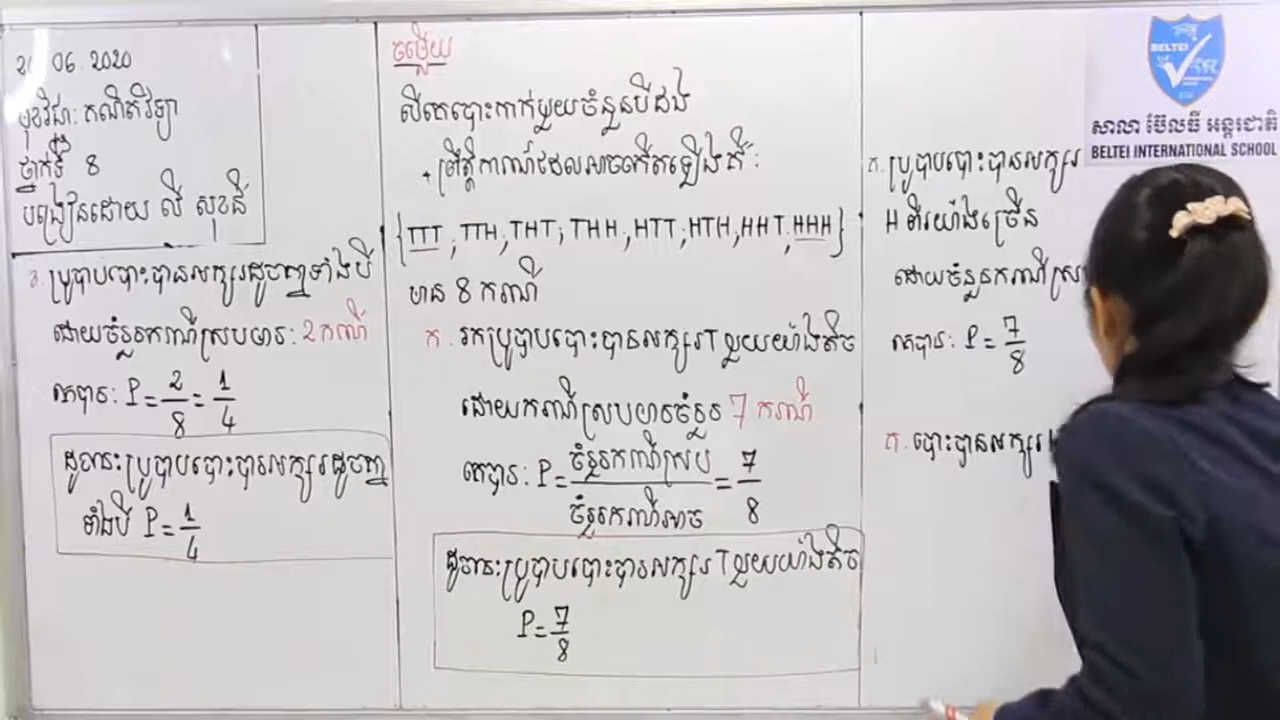 06 2020
មុខវិជ្ជា: គណិតវិទ្យា
ថ្នាក់ទី 8
បង្រៀនដោយ លី សុខនី
ខ. ប្រូបាបបោះបានអក្សរដូចគ្នាទាំងបី
ដោយចំនួនករណីស្របមាន: 2 ករណី
គេបាន: P = 2/8 = 1/4
ដូចនេះប្រូបាបបោះបានអក្សរដូចគ្នា
ទាំងបី P = 1/4
ចម្លើយ
បើគេបោះកាក់មួយចំនួនបីដង
+ ព្រឹត្តិការណ៍ដែលអាចកើតឡើងគឺ:
{TTT ; TTH ; THT ; THH ; HTT ; HTH ; HHT ; HHH}
មាន 8 ករណី
ក. រកប្រូបាបបោះបានអក្សរ T មួយយ៉ាងតិច
ដោយករណីស្របមានចំនួន 7 ករណី
គេបាន: P = ចំនួនករណីស្រប/ចំនួនករណីអាច = 7/8
ដូចនេះប្រូបាបបោះបានអក្សរ T មួយយ៉ាងតិច
P = 7/8
គ. ប្រូបាបបោះបានអក្សរ
H ពីរយ៉ាងច្រើន
ដោយចំនួនករណីស្រ
គេបាន: P = 7/8
បោះបានអក្សរ
BELTEI
សាលា ប៊ែលធី អន្តរជាតិ
BELTEI INTERNATIONAL SCHOOL